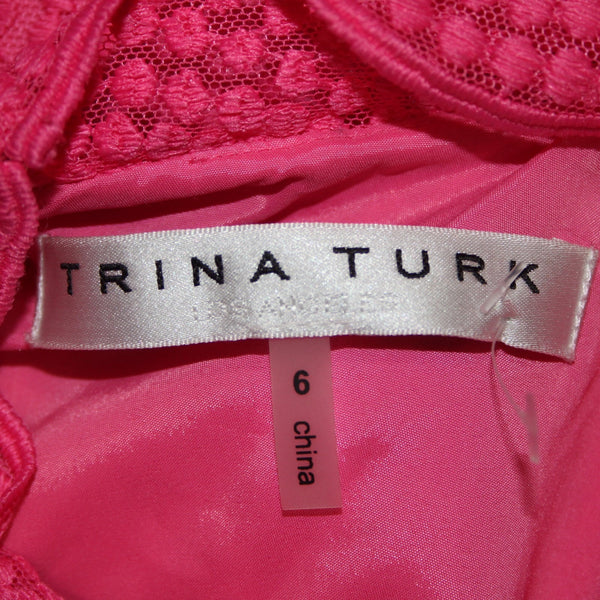 TRINA TURK
LOS ANGELES
6 china